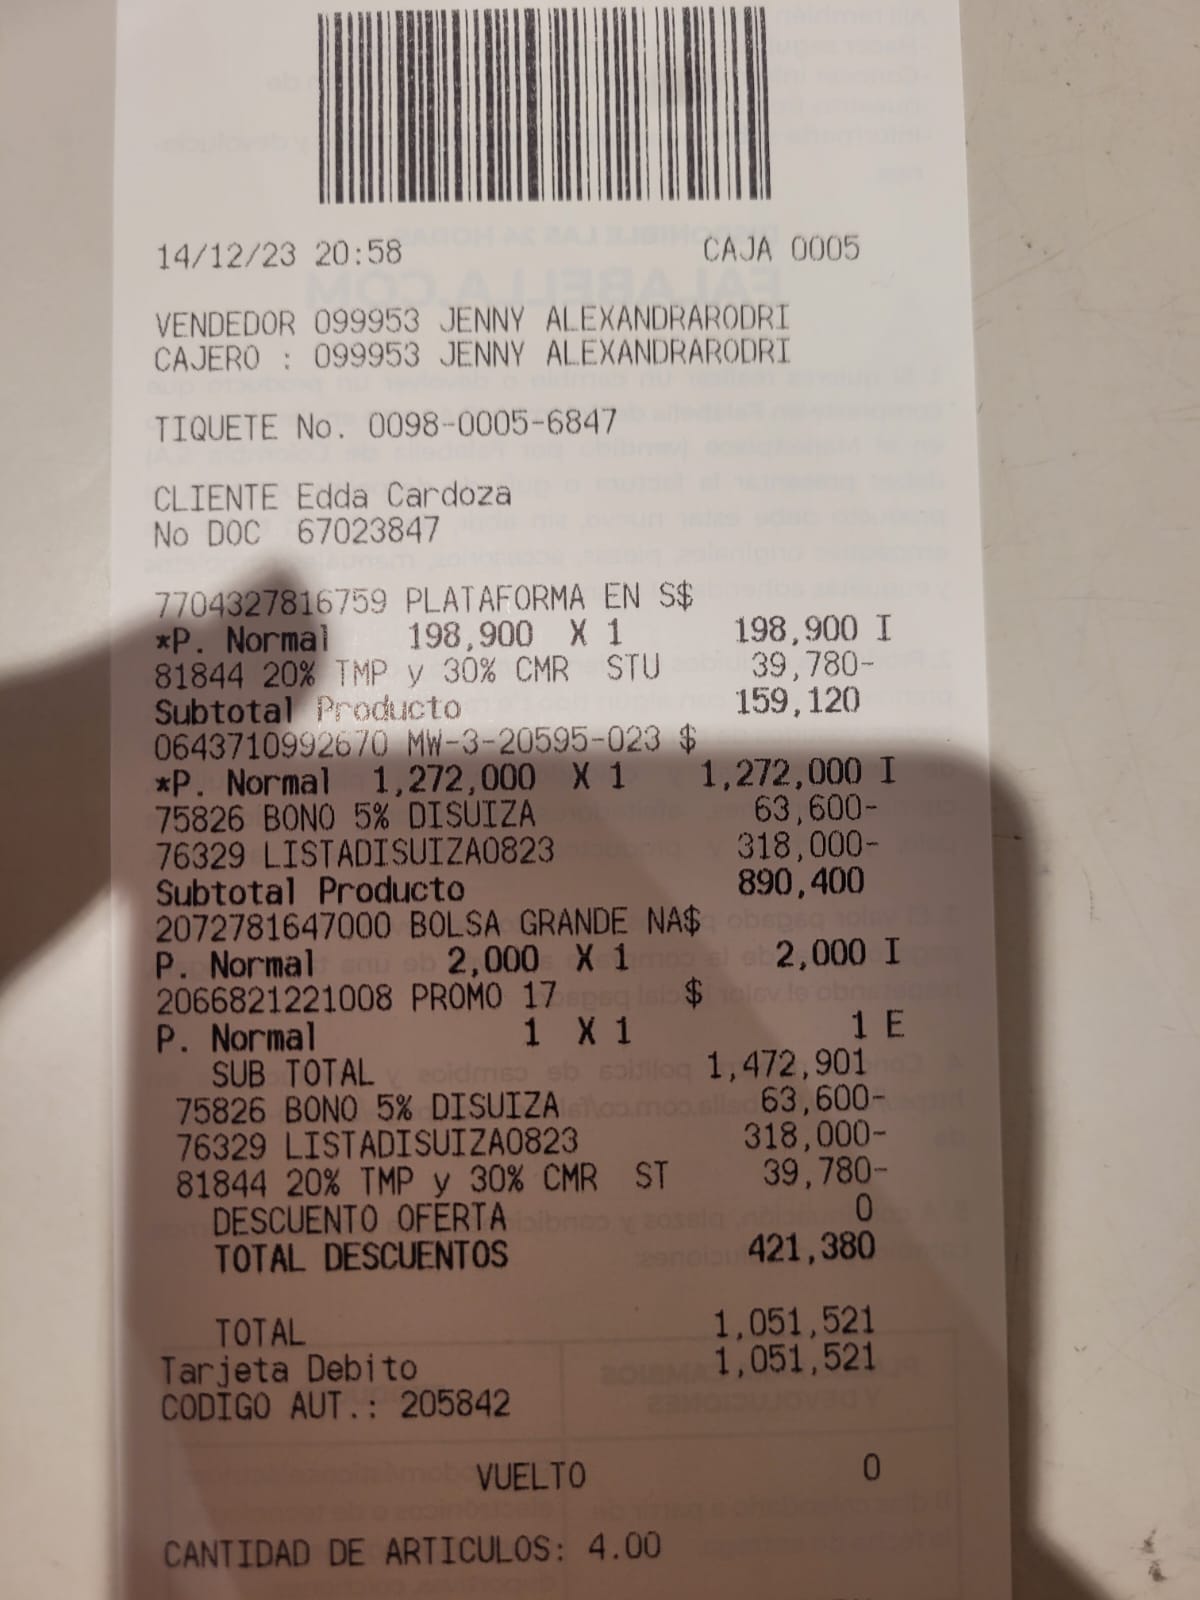 14/12/23 20:58 CAJA 0005
VENDEDOR 099953 JENNY ALEXANDRARODRI
CAJERO : 099953 JENNY ALEXANDRARODRI
TIQUETE No. 0098-0005-6847
CLIENTE Edda Cardoza
No DOC 67023847
7704327816759 PLATAFORMA EN S$
*P. Normal 198,900 X 1 198,900 I
81844 20% TMP y 30% CMR STU 39,780-
Subtotal Producto 159,120
0643710992670 MW-3-20595-023 $
*P. Normal 1,272,000 X 1 1,272,000 I
75826 BONO 5% DISUIZA 63,600-
76329 LISTADISUIZA0823 318,000-
Subtotal Producto 890,400
2072781647000 BOLSA GRANDE NA$
P. Normal 2,000 X 1 2,000 I
2066821221008 PROMO 17 $
P. Normal 1 X 1 1 E
SUB TOTAL 1,472,901
75826 BONO 5% DISUIZA 63,600-
76329 LISTADISUIZA0823 318,000-
81844 20% TMP y 30% CMR ST 39,780-
DESCUENTO OFERTA 0
TOTAL DESCUENTOS 421,380
TOTAL 1,051,521
Tarjeta Debito 1,051,521
CODIGO AUT.: 205842
VUELTO 0
CANTIDAD DE ARTICULOS: 4.00